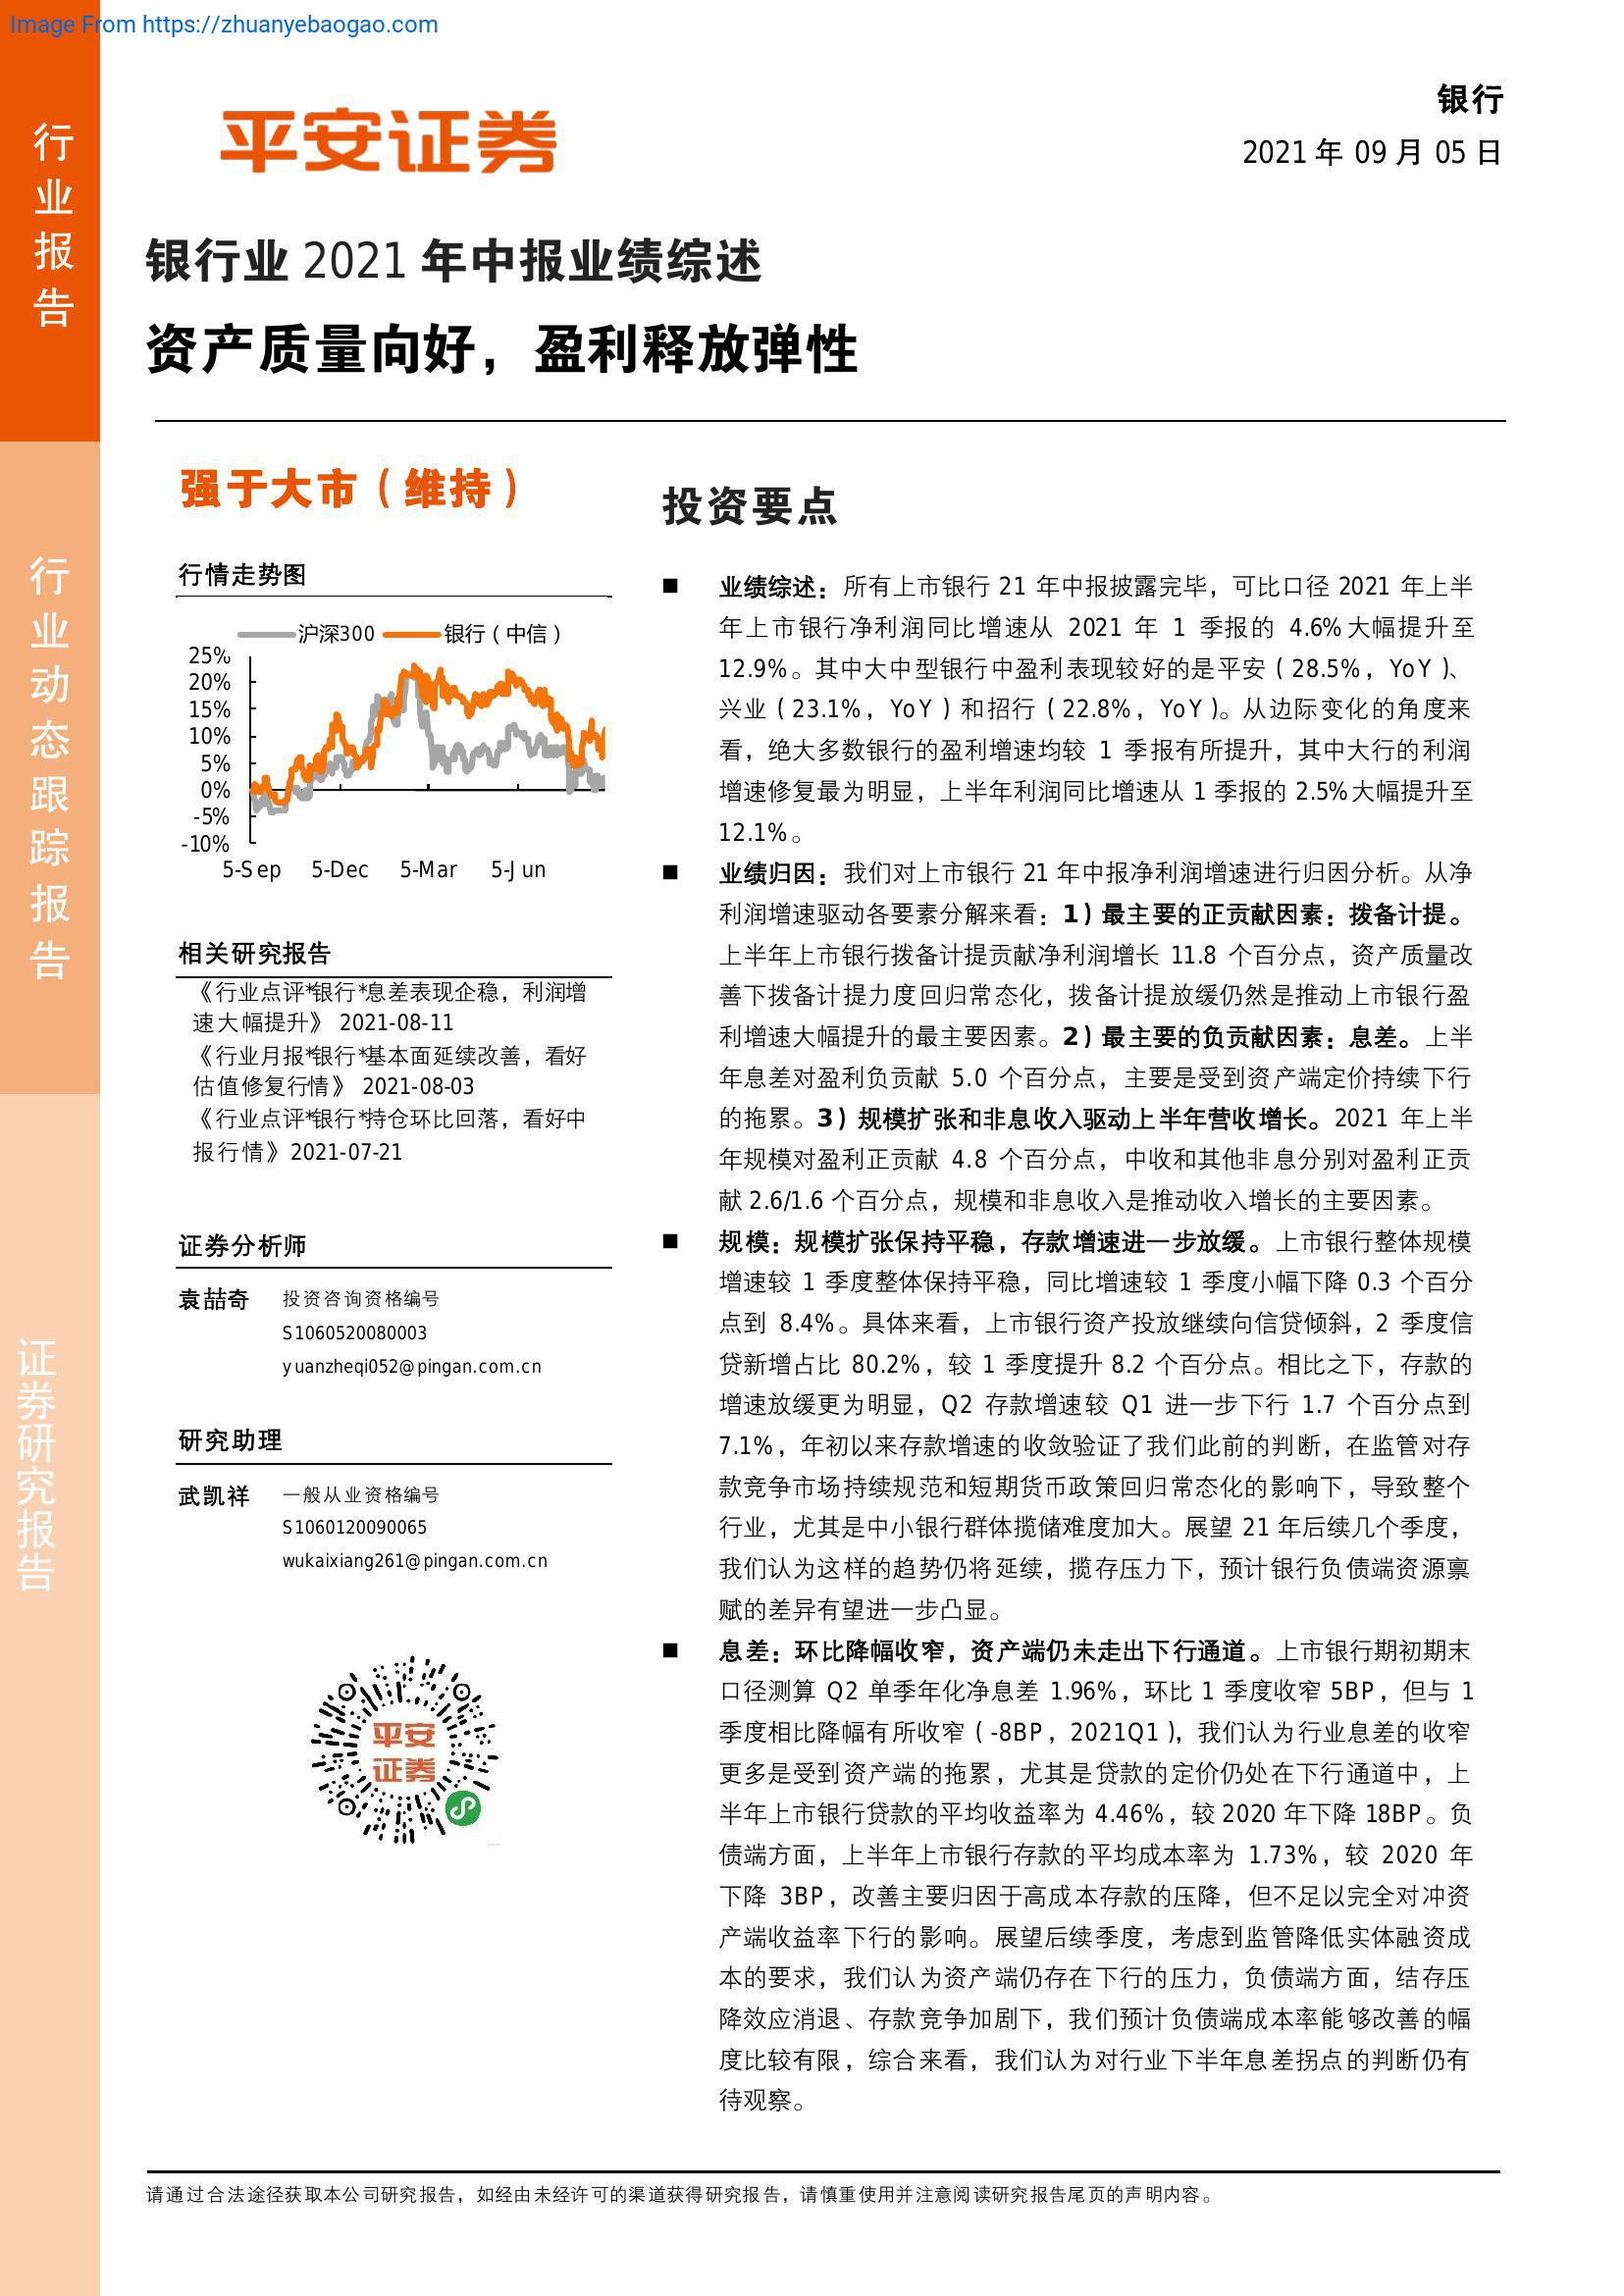 Image From https://zhuanyebaogao.com
行业报告
行业动态跟踪报告
证券研究报告
平安证券
银行
2021 年 09 月 05 日
银行业 2021 年中报业绩综述
资产质量向好，盈利释放弹性
强于大市（维持）
行情走势图
沪深300 银行（中信）
25%
20%
15%
10%
5%
0%
-5%
-10%
5-Sep 5-Dec 5-Mar 5-Jun
相关研究报告
《行业点评*银行*息差表现企稳，利润增
速大幅提升》 2021-08-11
《行业月报*银行*基本面延续改善，看好
估值修复行情》 2021-08-03
《行业点评*银行*持仓环比回落，看好中
报行情》2021-07-21
证券分析师
袁喆奇 投资咨询资格编号
S1060520080003
yuanzheqi052@pingan.com.cn
研究助理
武凯祥 一般从业资格编号
S1060120090065
wukaixiang261@pingan.com.cn
平安
证券
投资要点
■ 业绩综述：所有上市银行 21 年中报披露完毕，可比口径 2021 年上半
年上市银行净利润同比增速从 2021 年 1 季报的 4.6%大幅提升至
12.9%。其中大中型银行中盈利表现较好的是平安（28.5%，YoY）、
兴业（23.1%，YoY）和招行（22.8%，YoY）。从边际变化的角度来
看，绝大多数银行的盈利增速均较 1 季报有所提升，其中大行的利润
增速修复最为明显，上半年利润同比增速从 1 季报的 2.5%大幅提升至
12.1%。
■ 业绩归因：我们对上市银行 21 年中报净利润增速进行归因分析。从净
利润增速驱动各要素分解来看：1）最主要的正贡献因素：拨备计提。
上半年上市银行拨备计提贡献净利润增长 11.8 个百分点，资产质量改
善下拨备计提力度回归常态化，拨备计提放缓仍然是推动上市银行盈
利增速大幅提升的最主要因素。2）最主要的负贡献因素：息差。上半
年息差对盈利负贡献 5.0 个百分点，主要是受到资产端定价持续下行
的拖累。3）规模扩张和非息收入驱动上半年营收增长。2021 年上半
年规模对盈利正贡献 4.8 个百分点，中收和其他非息分别对盈利正贡
献 2.6/1.6 个百分点，规模和非息收入是推动收入增长的主要因素。
■ 规模：规模扩张保持平稳，存款增速进一步放缓。上市银行整体规模
增速较 1 季度整体保持平稳，同比增速较 1 季度小幅下降 0.3 个百分
点到 8.4%。具体来看，上市银行资产投放继续向信贷倾斜，2 季度信
贷新增占比 80.2%，较 1 季度提升 8.2 个百分点。相比之下，存款的
增速放缓更为明显，Q2 存款增速较 Q1 进一步下行 1.7 个百分点到
7.1%，年初以来存款增速的收敛验证了我们此前的判断，在监管对存
款竞争市场持续规范和短期货币政策回归常态化的影响下，导致整个
行业，尤其是中小银行群体揽储难度加大。展望 21 年后续几个季度，
我们认为这样的趋势仍将延续，揽存压力下，预计银行负债端资源禀
赋的差异有望进一步凸显。
■ 息差：环比降幅收窄，资产端仍未走出下行通道。上市银行期初期末
口径测算 Q2 单季年化净息差 1.96%，环比 1 季度收窄 5BP，但与 1
季度相比降幅有所收窄（-8BP，2021Q1），我们认为行业息差的收窄
更多是受到资产端的拖累，尤其是贷款的定价仍处在下行通道中，上
半年上市银行贷款的平均收益率为 4.46%，较 2020 年下降 18BP。负
债端方面，上半年上市银行存款的平均成本率为 1.73%，较 2020 年
下降 3BP，改善主要归因于高成本存款的压降，但不足以完全对冲资
产端收益率下行的影响。展望后续季度，考虑到监管降低实体融资成
本的要求，我们认为资产端仍存在下行的压力，负债端方面，结存压
降效应消退、存款竞争加剧下，我们预计负债端成本率能够改善的幅
度比较有限，综合来看，我们认为对行业下半年息差拐点的判断仍有
待观察。
请通过合法途径获取本公司研究报告，如经由未经许可的渠道获得研究报告，请慎重使用并注意阅读研究报告尾页的声明内容。